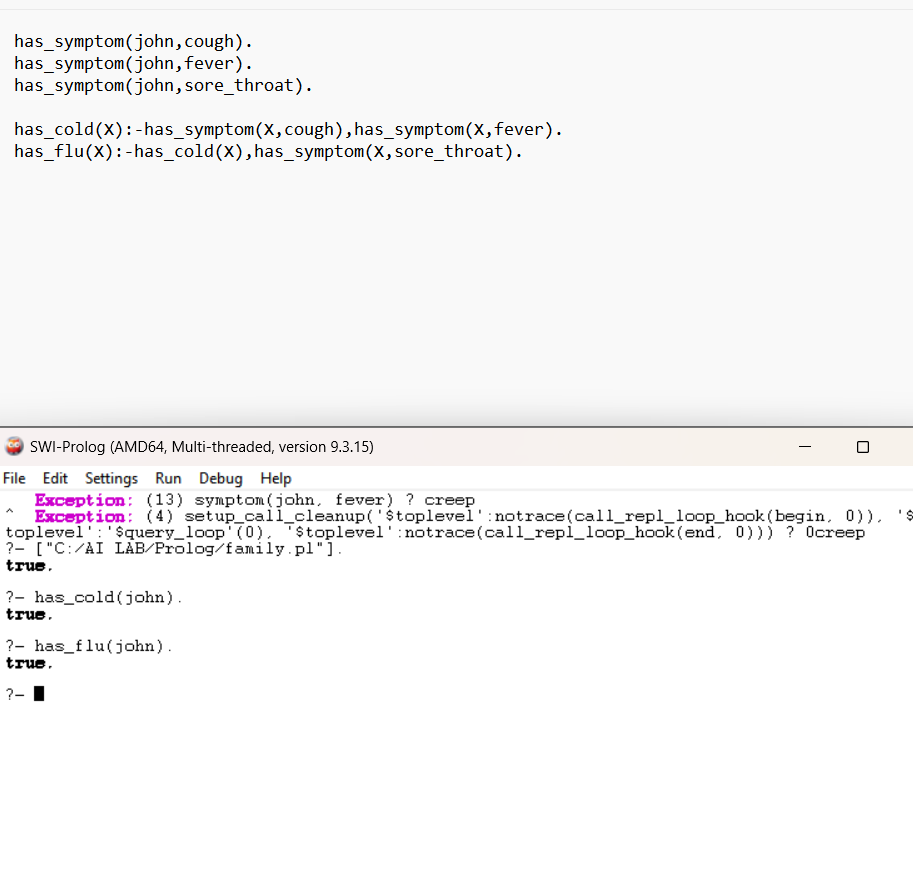 has_symptom(john,cough).
has_symptom(john,fever).
has_symptom(john,sore_throat).
has_cold(X):-has_symptom(X,cough),has_symptom(X,fever).
has_flu(X):-has_cold(X),has_symptom(X,sore_throat).
SWI-Prolog (AMD64, Multi-threaded, version 9.3.15)
File Edit Settings Run Debug Help
Exception: (13) symptom(john, fever) ? creep
^ Exception: (4) setup_call_cleanup('$toplevel':notrace(call_repl_loop_hook(begin, 0)), '$
toplevel':'$query_loop'(0), '$toplevel':notrace(call_repl_loop_hook(end, 0))) ? 0creep
?- ["C:/AI LAB/Prolog/family.pl"].
true.
?- has_cold(john).
true.
?- has_flu(john).
true.
?-